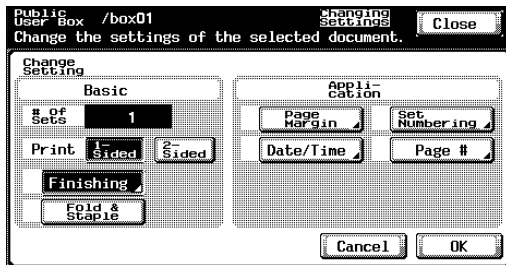 Public
User Box /box01
Changing
Settings
Close
Change the settings of the selected document.
Change
Setting
Basic
# of
Sets
1
Print
1-
Sided
2-
Sided
Finishing
Fold &
Staple
Appli-
cation
Page
Margin
Set
Numbering
Date/Time
Page #
Cancel
OK